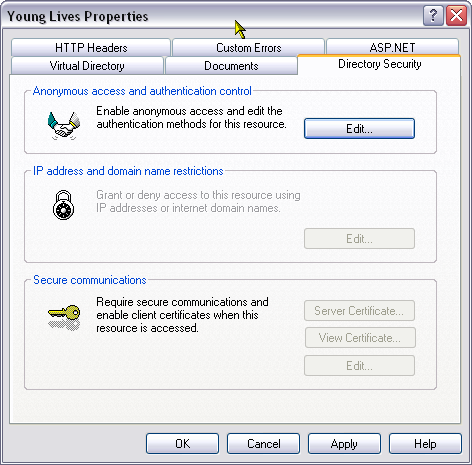 Young Lives Properties
HTTP Headers Custom Errors ASP.NET
Virtual Directory Documents Directory Security
Anonymous access and authentication control
Enable anonymous access and edit the
authentication methods for this resource.
Edit...
IP address and domain name restrictions
Grant or deny access to this resource using
IP addresses or internet domain names.
Edit...
Secure communications
Require secure communications and
enable client certificates when this
resource is accessed.
Server Certificate...
View Certificate...
Edit...
OK Cancel Apply Help